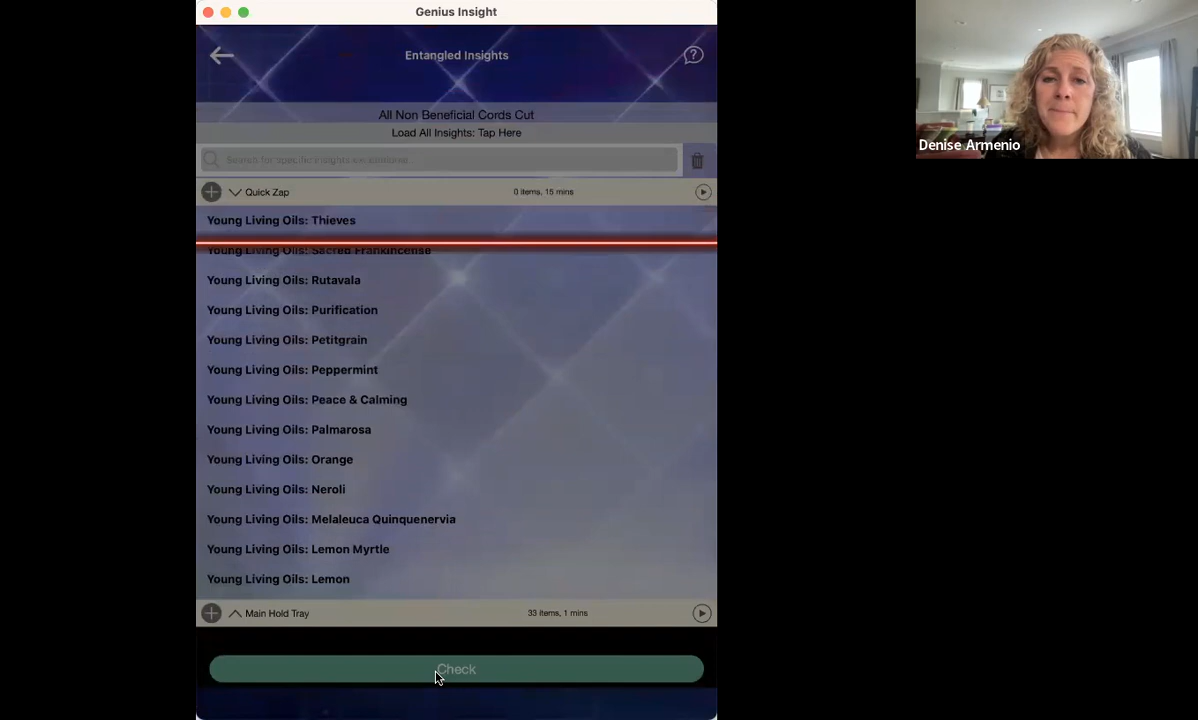 Genius Insight
Entangled Insights
All Non Beneficial Cords Cut
Load All Insights: Tap Here
Search for specific insights
Quick Zap
0 items, 15 mins
Young Living Oils: Thieves
Young Living Oils: Sacred Frankincense
Young Living Oils: Rutavala
Young Living Oils: Purification
Young Living Oils: Petitgrain
Young Living Oils: Peppermint
Young Living Oils: Peace & Calming
Young Living Oils: Palmarosa
Young Living Oils: Orange
Young Living Oils: Neroli
Young Living Oils: Melaleuca Quinquenervia
Young Living Oils: Lemon Myrtle
Young Living Oils: Lemon
Main Hold Tray
33 items, 1 mins
Check
Denise Armenio